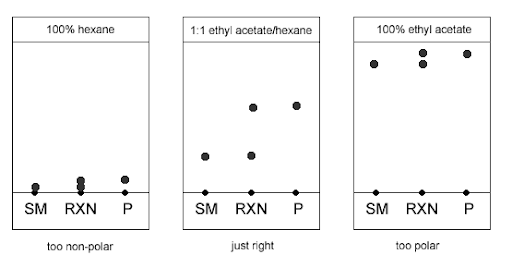 100% hexane
1:1 ethyl acetate/hexane
100% ethyl acetate
SM RXN P
SM RXN P
SM RXN P
too non-polar
just right
too polar